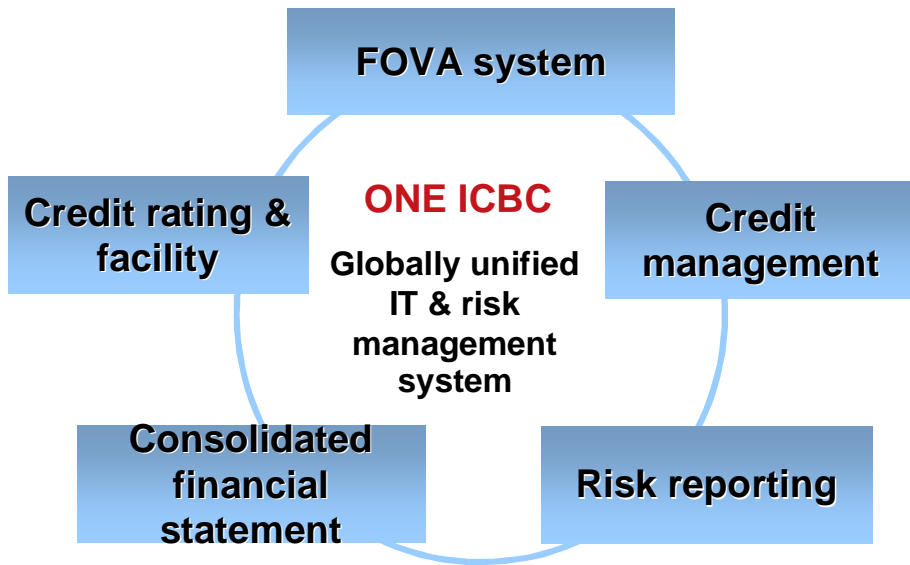 FOVA system
Credit rating &
facility
ONE ICBC
Globally unified
IT & risk
management
system
Credit
management
Consolidated
financial
statement
Risk reporting